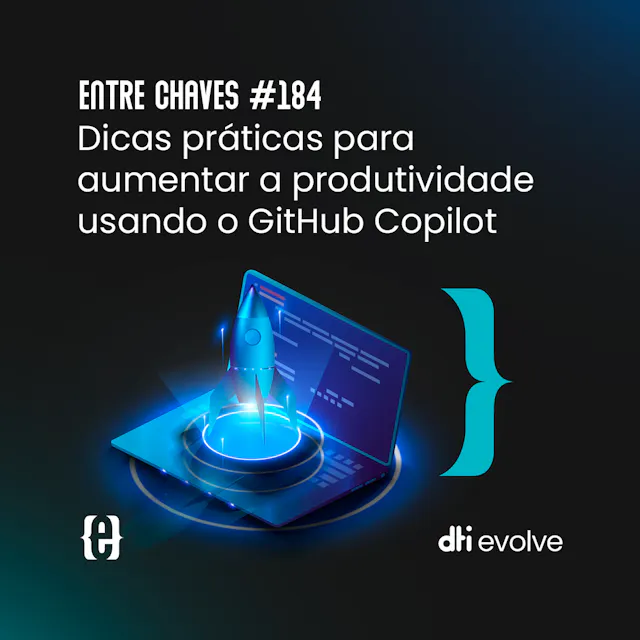 ENTRE CHAVES #184
Dicas práticas para
aumentar a produtividade
usando o GitHub Copilot
}
{e}
dti evolve